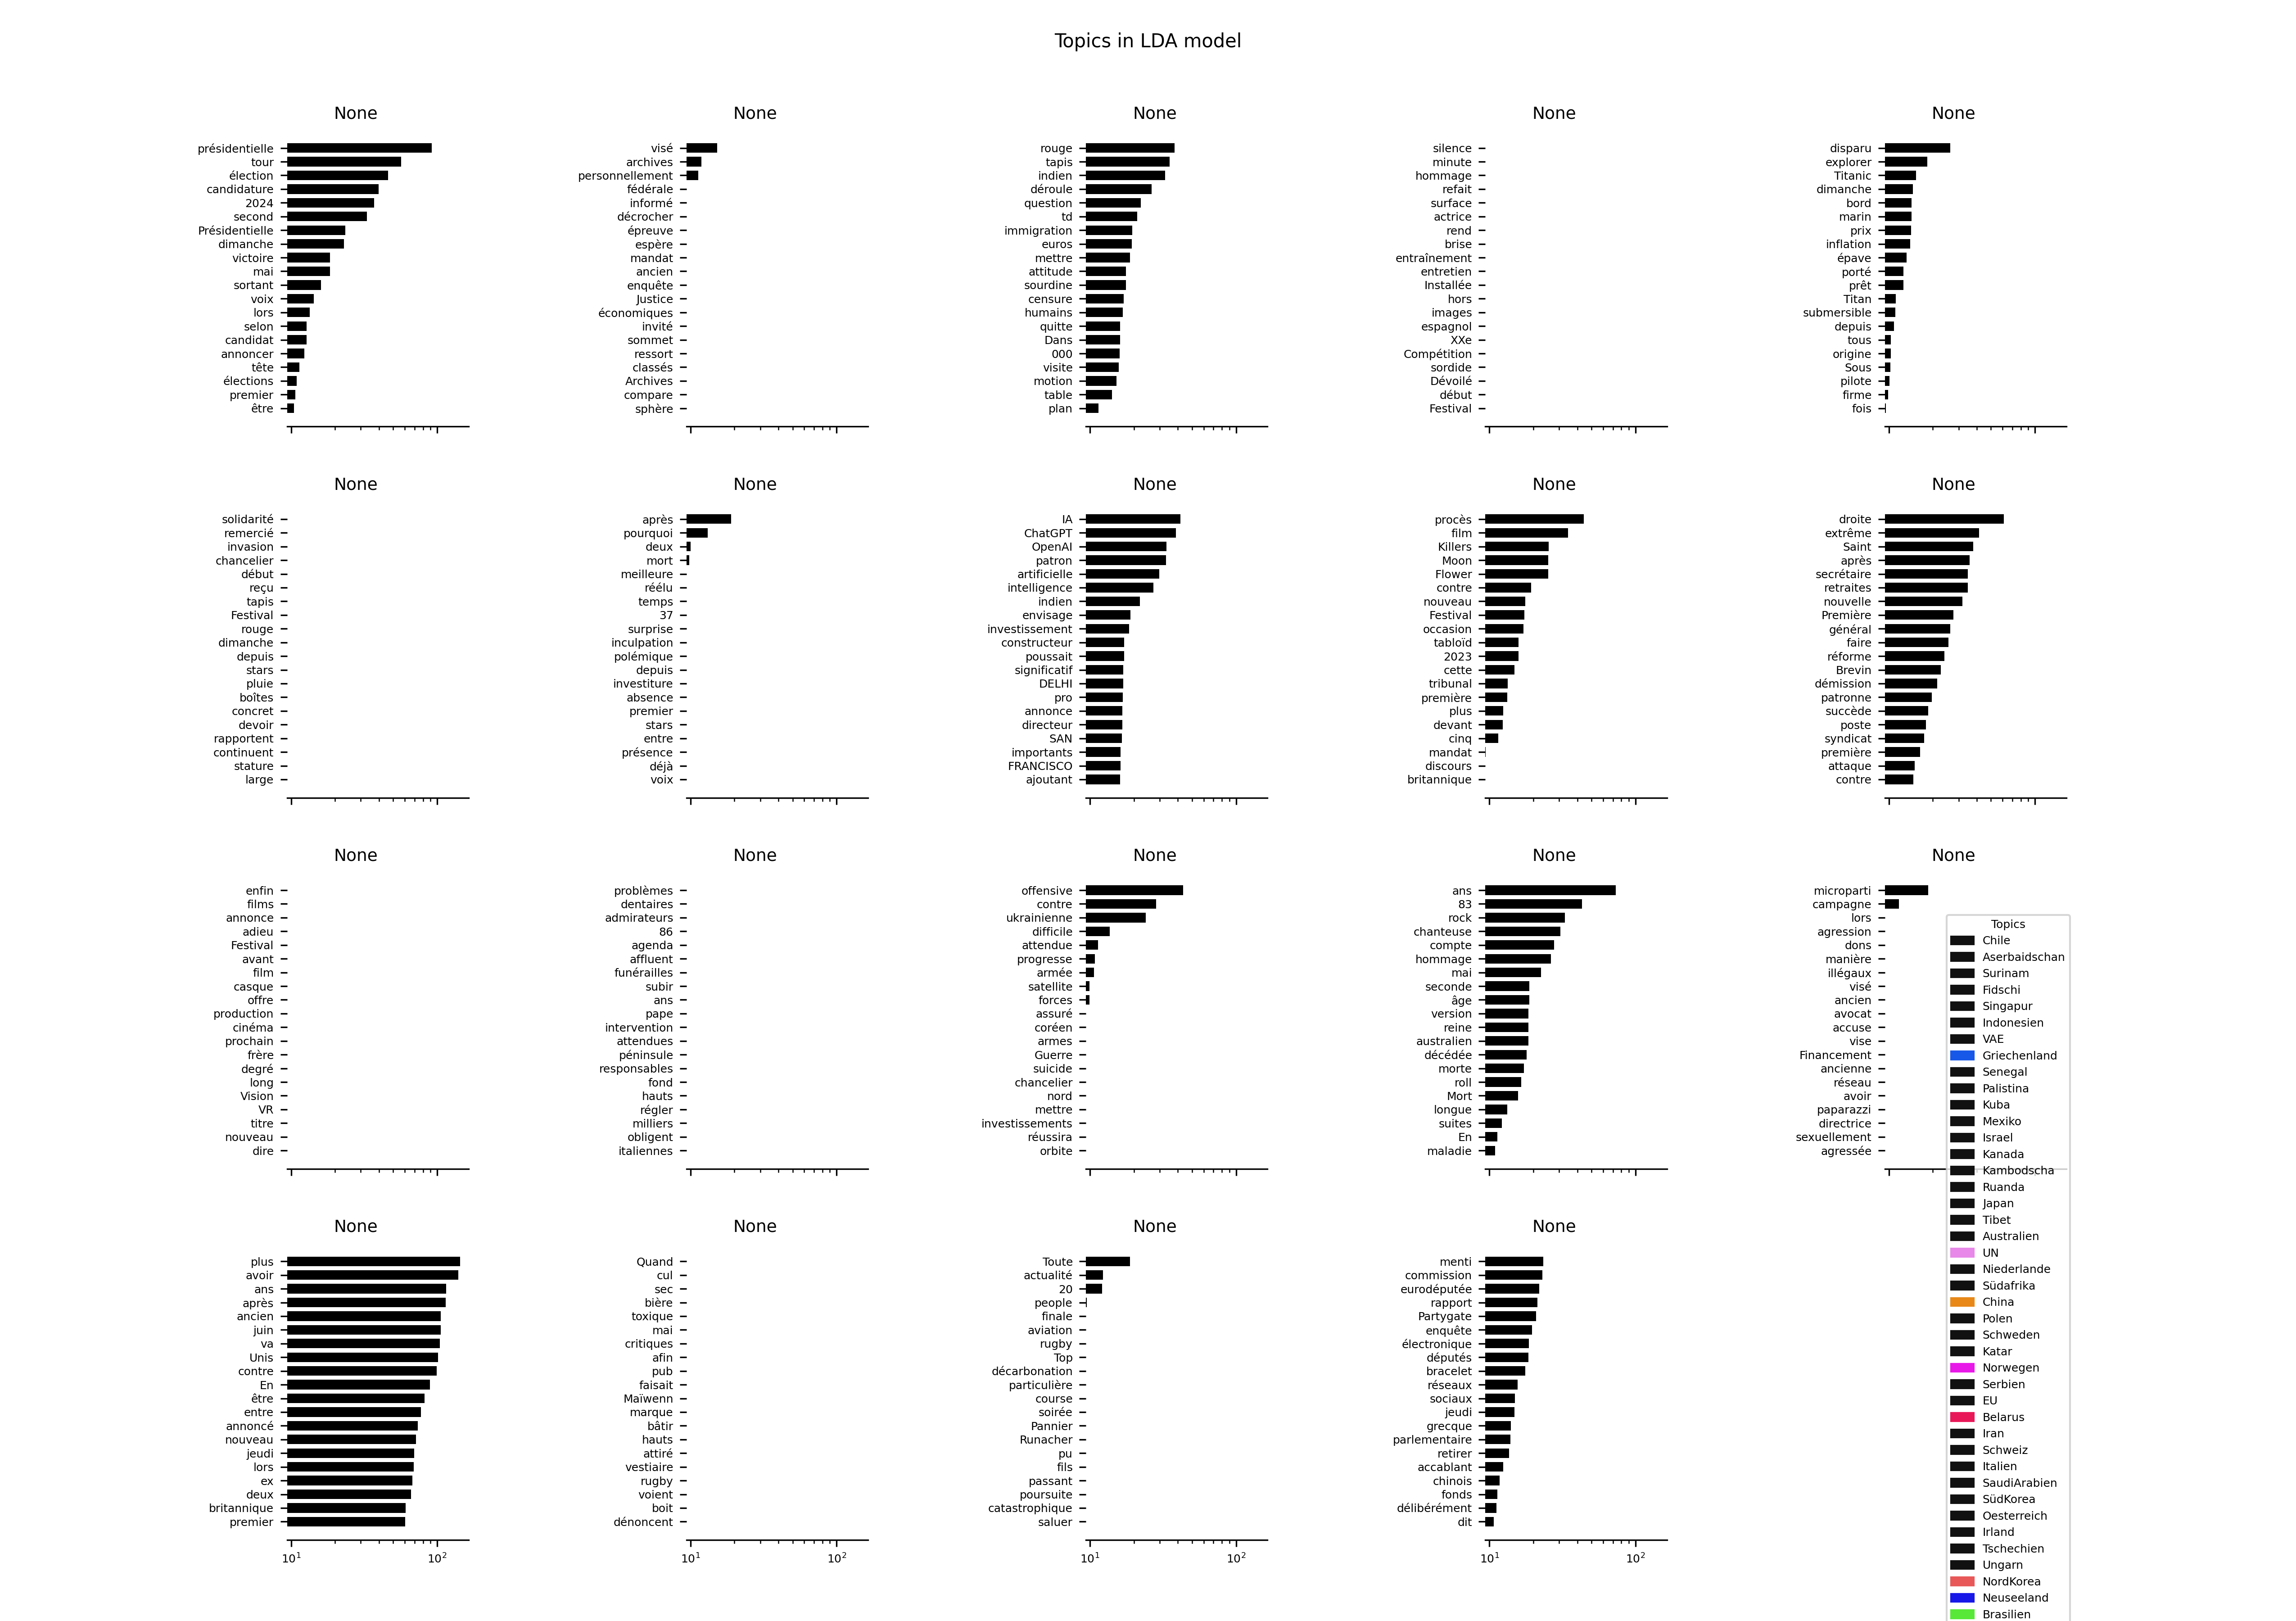 Topics in LDA model
None
présidentielle
tour
élection
candidature
2024
second
Présidentielle
dimanche
victoire
mai
sortant
voix
lors
selon
candidat
annoncer
tête
élections
premier
être
None
visé
archives
personnellement
fédérale
informé
décrocher
épreuve
espère
mandat
ancien
enquête
Justice
économiques
invité
sommet
ressort
classés
Archives
compare
sphère
None
rouge
tapis
indien
déroule
question
td
immigration
euros
mettre
attitude
sourdine
censure
humains
quitte
Dans
000
visite
motion
table
plan
None
silence
minute
hommage
refait
surface
actrice
rend
brise
entraînement
entretien
Installée
hors
images
espagnol
XXe
Compétition
sordide
Dévoilé
début
Festival
None
disparu
explorer
Titanic
dimanche
bord
marin
prix
inflation
épave
porté
prêt
Titan
submersible
depuis
tous
origine
Sous
pilote
firme
fois
None
solidarité
remercié
invasion
chancelier
début
reçu
tapis
Festival
rouge
dimanche
depuis
stars
pluie
boîtes
concret
devoir
rapportent
continuent
stature
large
None
après
pourquoi
deux
mort
meilleure
réélu
temps
37
surprise
inculpation
polémique
depuis
investiture
absence
premier
stars
entre
présence
déjà
voix
None
IA
ChatGPT
OpenAI
patron
artificielle
intelligence
indien
envisage
investissement
constructeur
poussait
significatif
DELHI
pro
annonce
directeur
SAN
importants
FRANCISCO
ajoutant
None
procès
film
Killers
Moon
Flower
contre
nouveau
Festival
occasion
tabloïd
2023
cette
tribunal
première
plus
devant
cinq
mandat
discours
britannique
None
droite
extrême
Saint
après
secrétaire
retraites
nouvelle
Première
général
faire
réforme
Brevin
démission
patronne
succède
poste
syndicat
première
attaque
contre
None
enfin
films
annonce
adieu
Festival
avant
film
casque
offre
production
cinéma
prochain
frère
degré
long
Vision
VR
titre
nouveau
dire
None
problèmes
dentaires
admirateurs
86
agenda
affluent
funérailles
subir
ans
pape
intervention
attendues
péninsule
responsables
fond
hauts
régler
milliers
obligent
italiennes
None
offensive
contre
ukrainienne
difficile
attendue
progresse
armée
satellite
forces
assuré
coréen
armes
Guerre
suicide
chancelier
nord
mettre
investissements
réussira
orbite
None
ans
83
rock
chanteuse
compte
hommage
mai
seconde
âge
version
reine
australien
décédée
morte
roll
Mort
longue
suites
En
maladie
None
microparti
campagne
lors
agression
dons
manière
illégaux
visé
ancien
avocat
accuse
vise
Financement
ancienne
réseau
avoir
paparazzi
directrice
sexuellement
agressée
None
plus
avoir
ans
après
ancien
juin
va
Unis
contre
En
être
entre
annoncé
nouveau
jeudi
lors
ex
deux
britannique
premier
10¹ 10²
None
Quand
cul
sec
bière
toxique
mai
critiques
afin
pub
faisait
Maïwenn
marque
bâtir
hauts
attiré
vestiaire
rugby
voient
boit
dénoncent
10¹ 10²
None
Toute
actualité
20
people
finale
aviation
rugby
Top
décarbonation
particulière
course
soirée
Pannier
Runacher
pu
fils
passant
poursuite
catastrophique
saluer
10¹ 10²
None
menti
commission
eurodéputée
rapport
Partygate
enquête
électronique
députés
bracelet
réseaux
sociaux
jeudi
grecque
parlementaire
retirer
accablant
chinois
fonds
délibérément
dit
10¹ 10²
Topics
Chile
Aserbaidschan
Surinam
Fidschi
Singapur
Indonesien
VAE
Griechenland
Senegal
Palistina
Kuba
Mexiko
Israel
Kanada
Kambodscha
Ruanda
Japan
Tibet
Australien
UN
Niederlande
Südafrika
China
Polen
Schweden
Katar
Norwegen
Serbien
EU
Belarus
Iran
Schweiz
Italien
SaudiArabien
SüdKorea
Oesterreich
Irland
Tschechien
Ungarn
NordKorea
Neuseeland
Brasilien